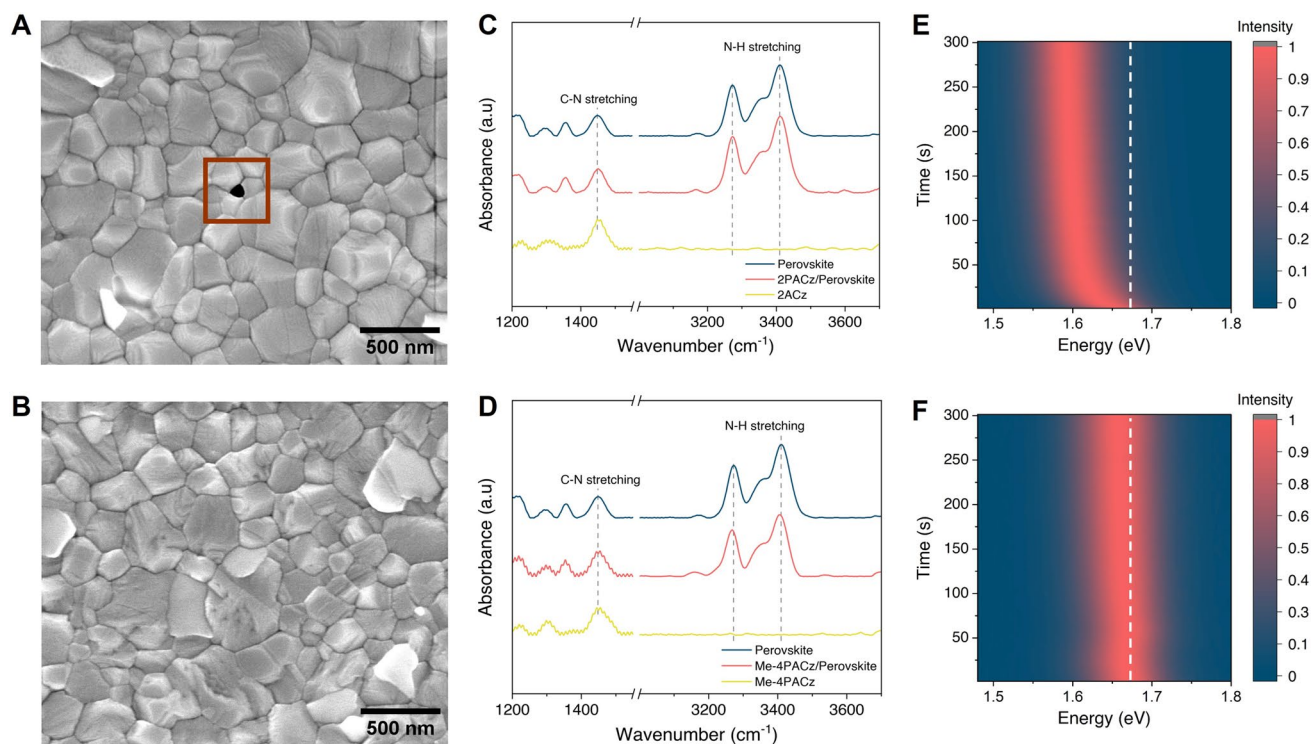 A
500 nm
B
500 nm
C
C-N stretching
N-H stretching
Absorbance (a.u)
Perovskite
2PACz/Perovskite
2ACz
1200 1400 3200 3400 3600
Wavenumber (cm⁻¹)
D
C-N stretching
N-H stretching
Absorbance (a.u)
Perovskite
Me-4PACz/Perovskite
Me-4PACz
1200 1400 3200 3400 3600
Wavenumber (cm⁻¹)
E
Intensity
Time (s)
300
250
200
150
100
50
1.5 1.6 1.7 1.8
Energy (eV)
1
0.9
0.8
0.7
0.6
0.5
0.4
0.3
0.1
0
F
Intensity
Time (s)
300
250
200
150
100
50
1.5 1.6 1.7 1.8
Energy (eV)
1
0.9
0.8
0.7
0.6
0.5
0.4
0.3
0.1
0